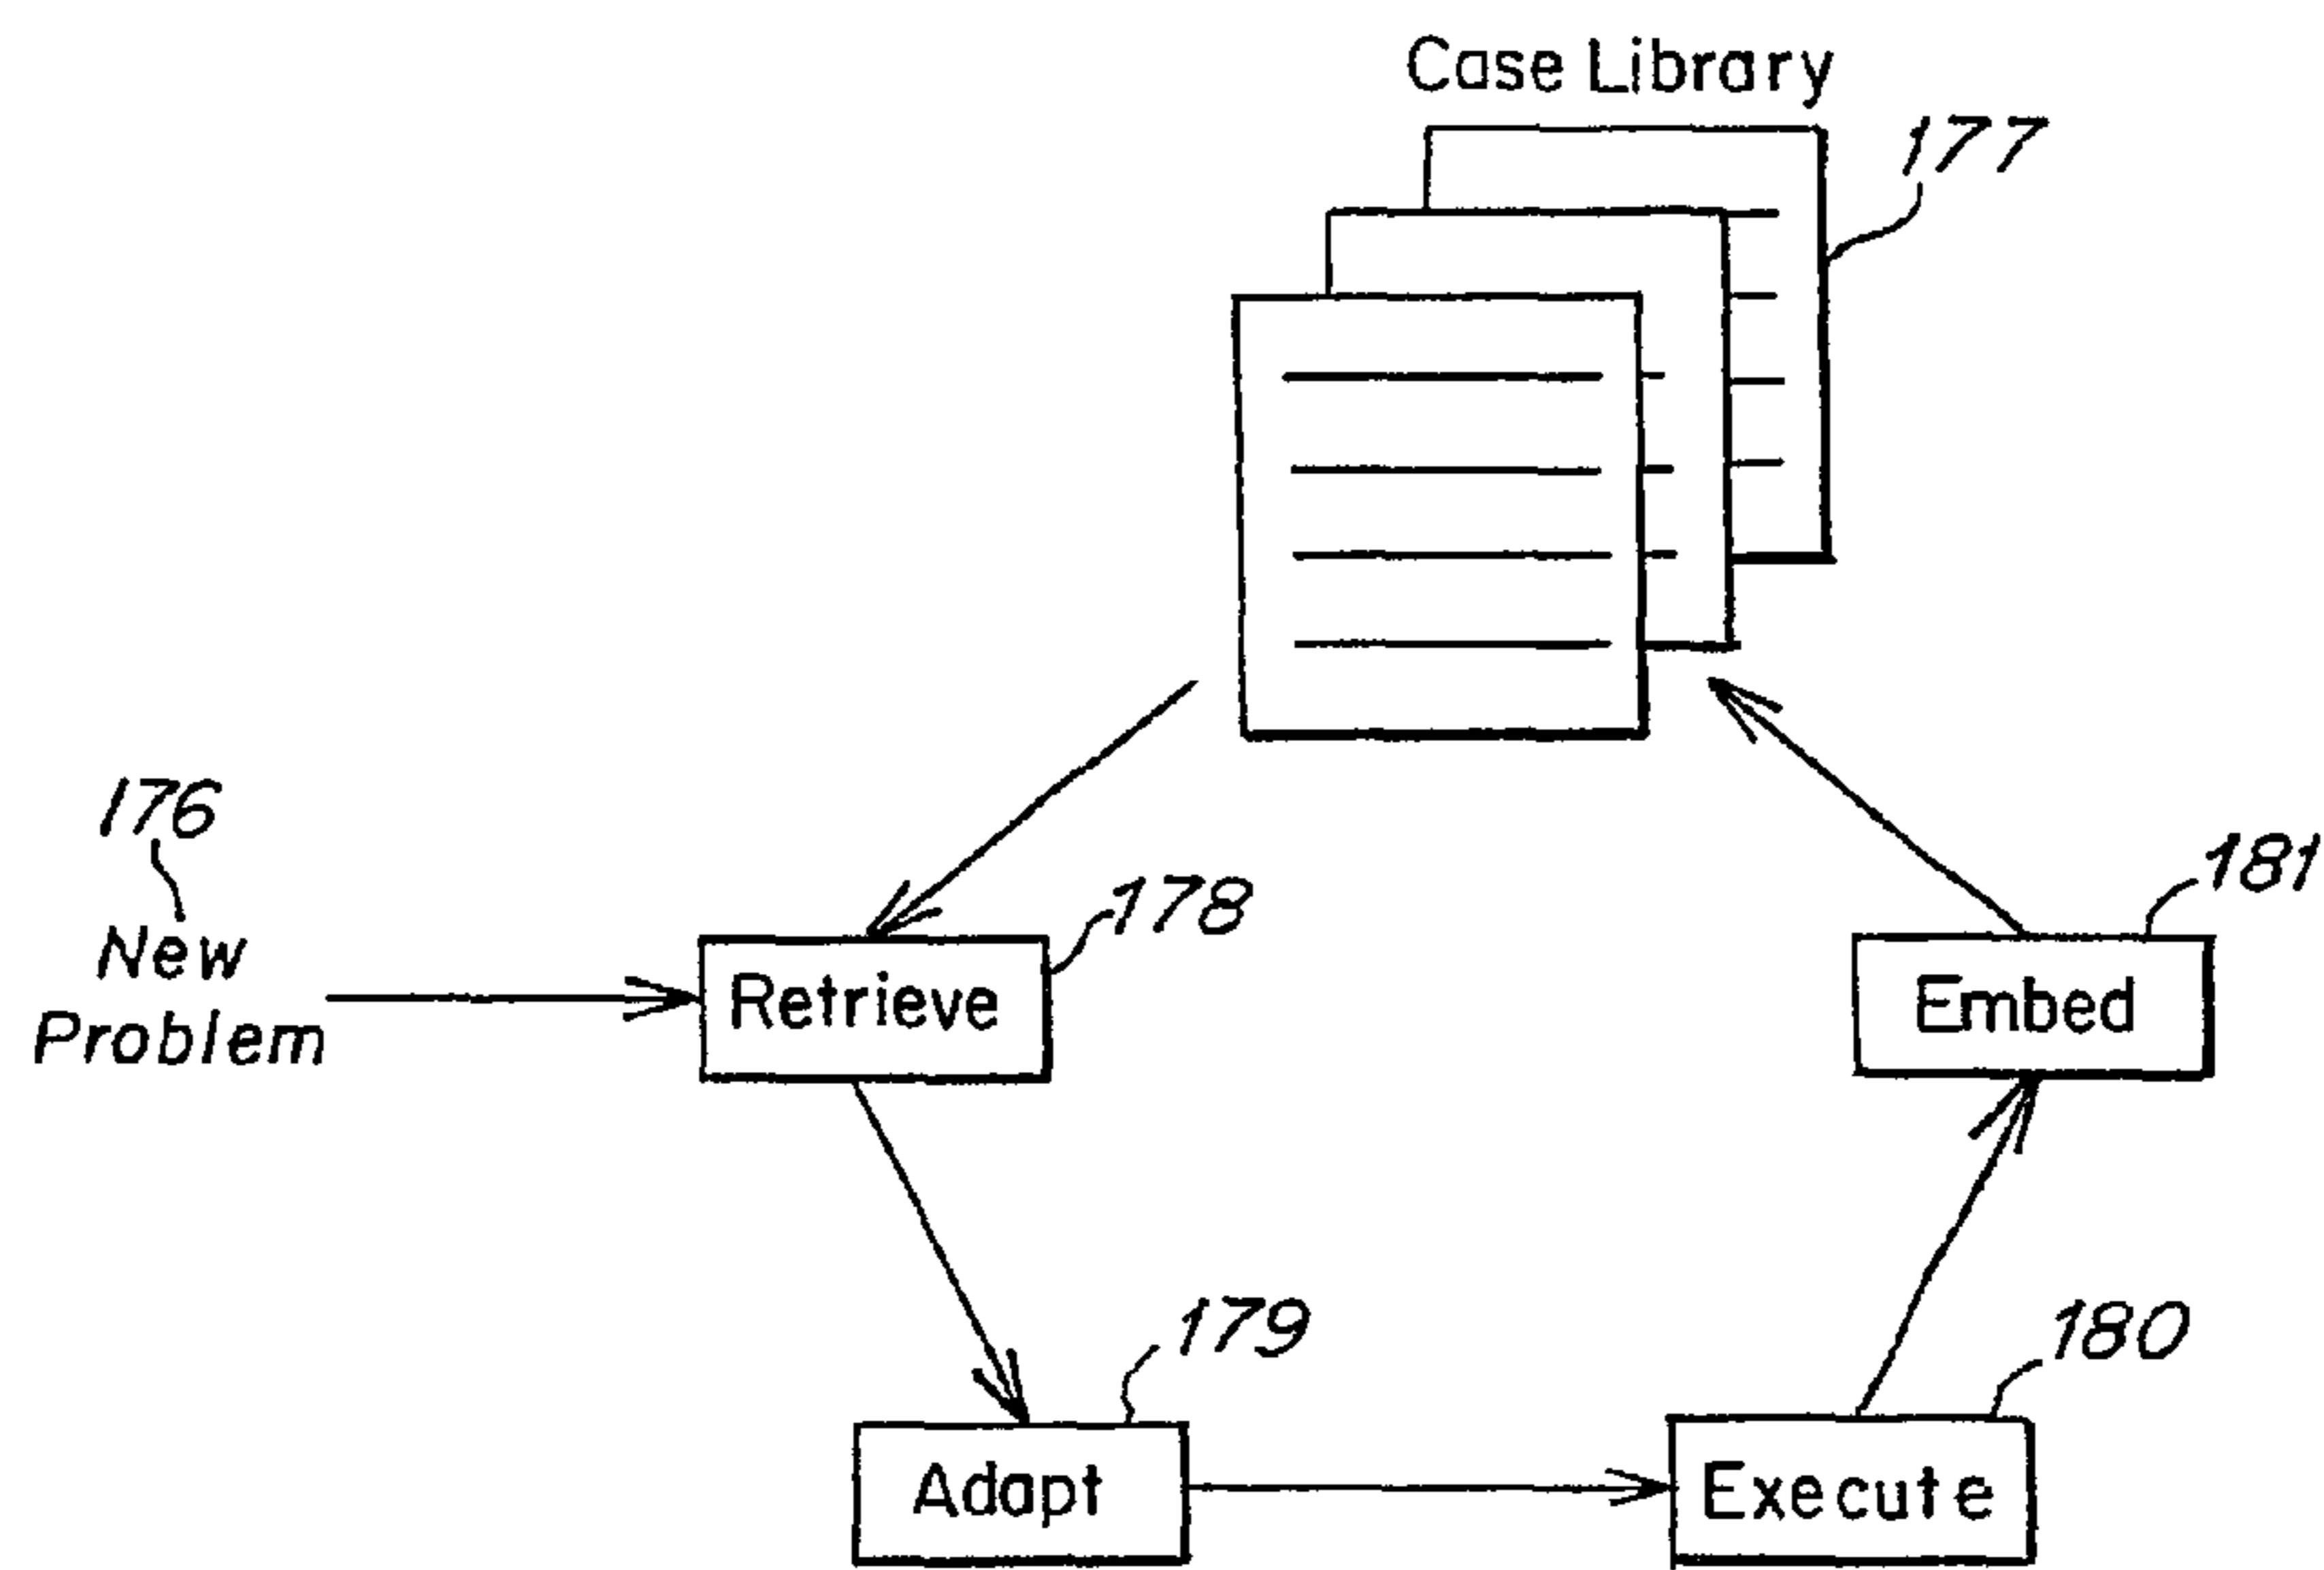 Case Library
177
176
New
Problem
178
Retrieve
181
Embed
179
Adapt
180
Execute